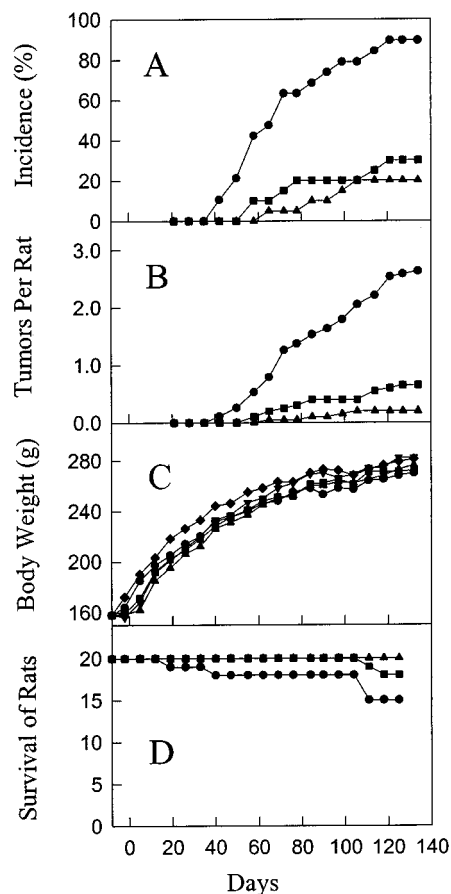 100
80
60
40
20
0
Incidence (%)
A
3.0
2.0
1.0
0.0
Tumors Per Rat
B
280
240
200
160
Body Weight (g)
C
20
15
10
5
0
Survival of Rats
D
0 20 40 60 80 100 120 140
Days